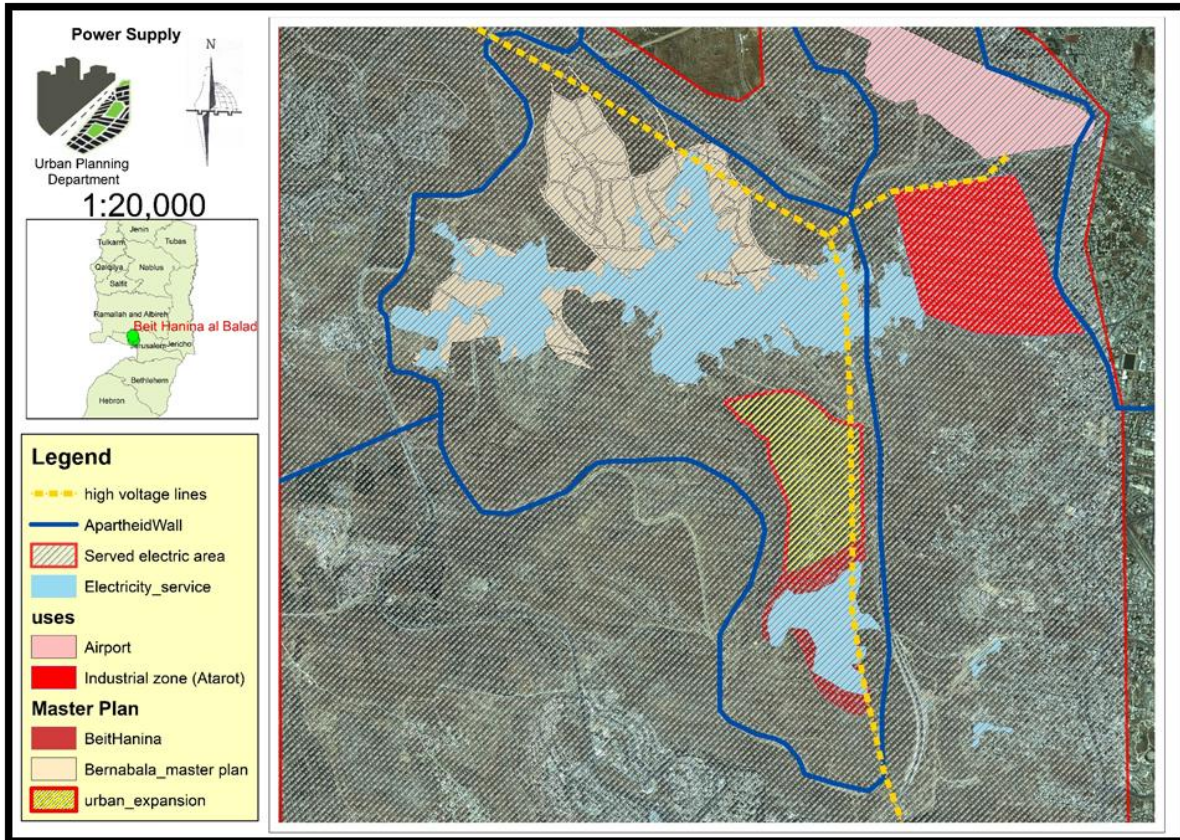 Power Supply
N
Urban Planning
Department
1:20,000
Jenin
Tulkarm
Tubas
Qalqilya
Nablus
Salfit
Ramallah and Albireh
Beit Hanina al Balad
Jerusalem
Jericho
Bethlehem
Hebron
Legend
high voltage lines
ApartheidWall
Served electric area
Electricity_service
uses
Airport
Industrial zone (Atarot)
Master Plan
BeitHanina
Bernabala_master plan
urban_expansion